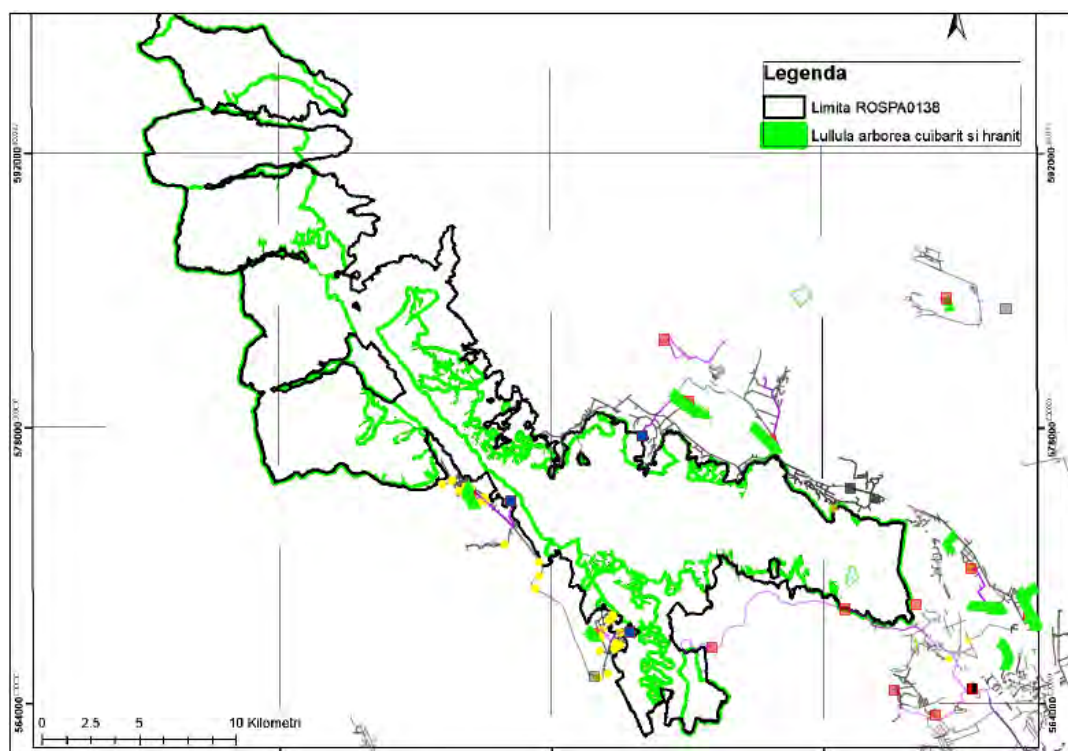 Legenda
Limita ROSPA0138
Lullula arborea cuibarit si hranit
592000
592000
578000
578000
564000
564000
0 2.5 5 10 Kilometri